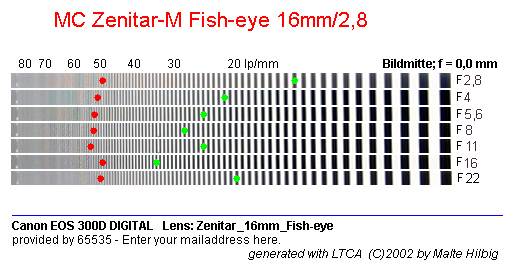 MC Zenitar-M Fish-eye 16mm/2,8
80 70 60 50 40 30 20 lp/mm Bildmitte; f = 0,0 mm
F 2,8
F 4
F 5,6
F 8
F 11
F 16
F 22
Canon EOS 300D DIGITAL Lens: Zenitar_16mm_Fish-eye
provided by 65535 - Enter your mailaddress here.
generated with LTCA (C)2002 by Malte Hilbig